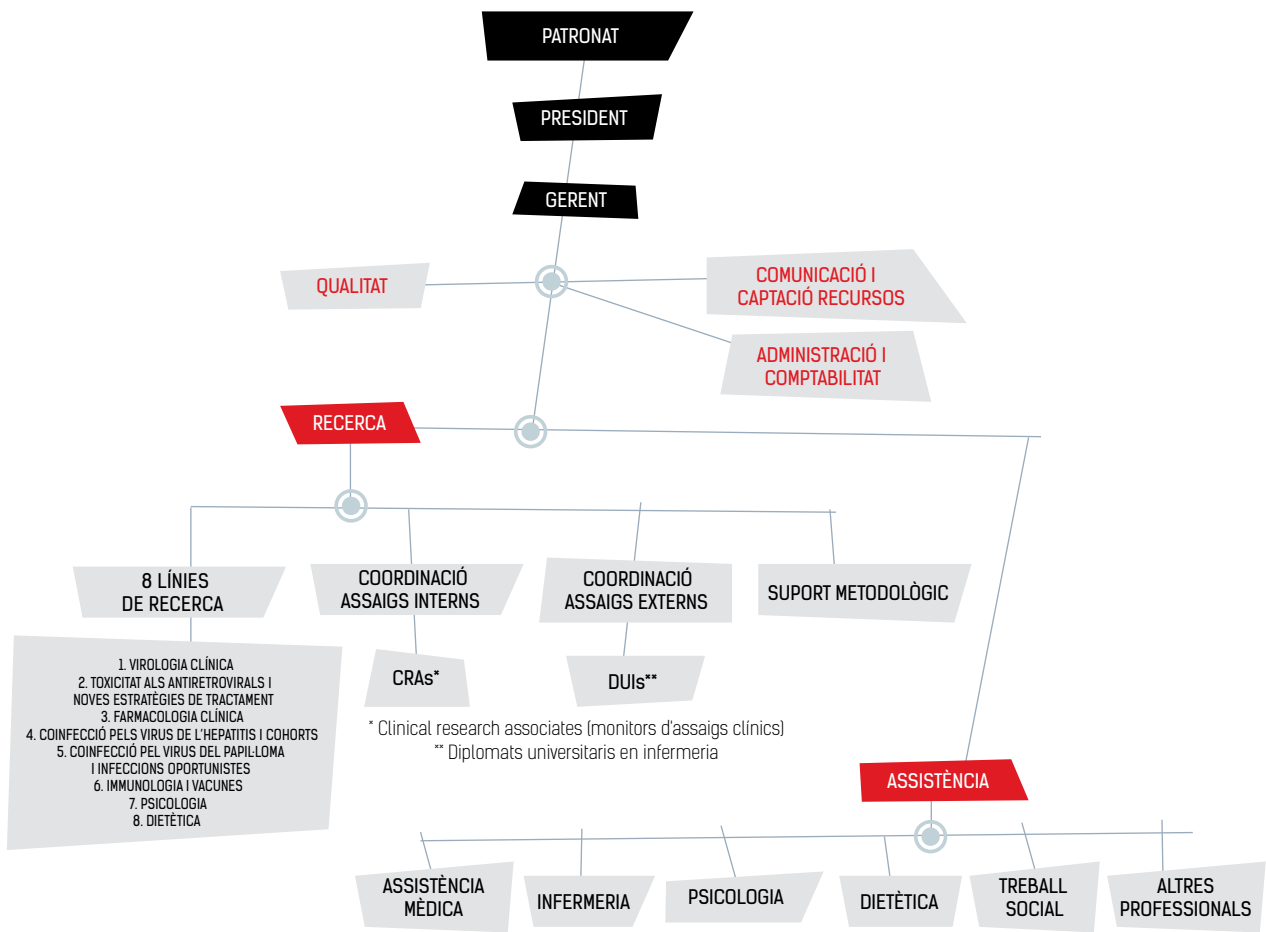 PATRONAT
PRESIDENT
GERENT
QUALITAT
COMUNICACIÓ I
CAPTACIÓ RECURSOS
ADMINISTRACIÓ I
COMPTABILITAT
RECERCA
8 LÍNIES
DE RECERCA
COORDINACIÓ
ASSAIGS INTERNS
COORDINACIÓ
ASSAIGS EXTERNS
SUPORT METODOLÒGIC
1. VIROLOGIA CLÍNICA
2. TOXICITAT ALS ANTIRETROVIRALS I
NOVES ESTRATÈGIES DE TRACTAMENT
3. FARMACOLOGIA CLÍNICA
4. COINFECCIÓ PELS VIRUS DE L'HEPATITIS I COHORTS
5. COINFECCIÓ PEL VIRUS DEL PAPIL·LOMA
I INFECCIONS OPORTUNISTES
6. IMMUNOLOGIA I VACUNES
7. PSICOLOGIA
8. DIETÈTICA
CRAs*
DUIs**
* Clinical research associates (monitors d'assaigs clínics)
** Diplomats universitaris en infermeria
ASSISTÈNCIA
ASSISTÈNCIA
MÈDICA
INFERMERIA
PSICOLOGIA
DIETÈTICA
TREBALL
SOCIAL
ALTRES
PROFESSIONALS